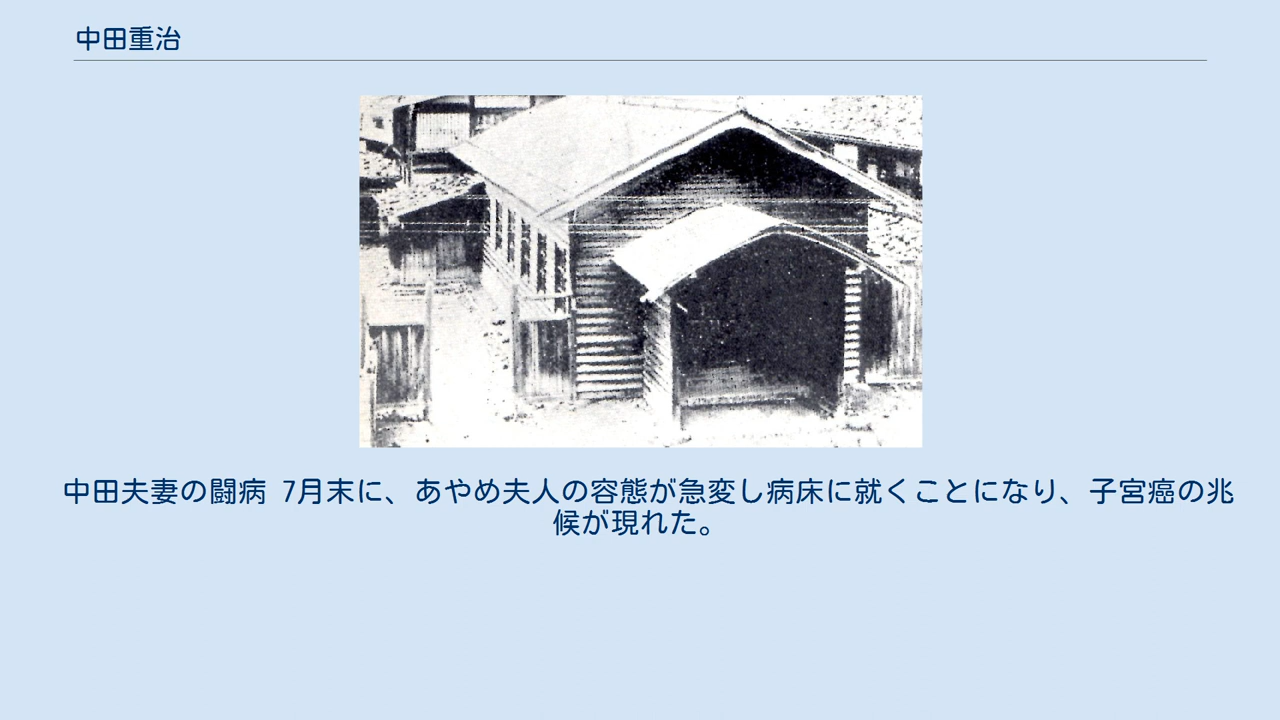 中田重治
中田夫妻の闘病 7月末に、あやめ夫人の容態が急変し病床に就くことになり、子宮癌の兆
候が現れた。